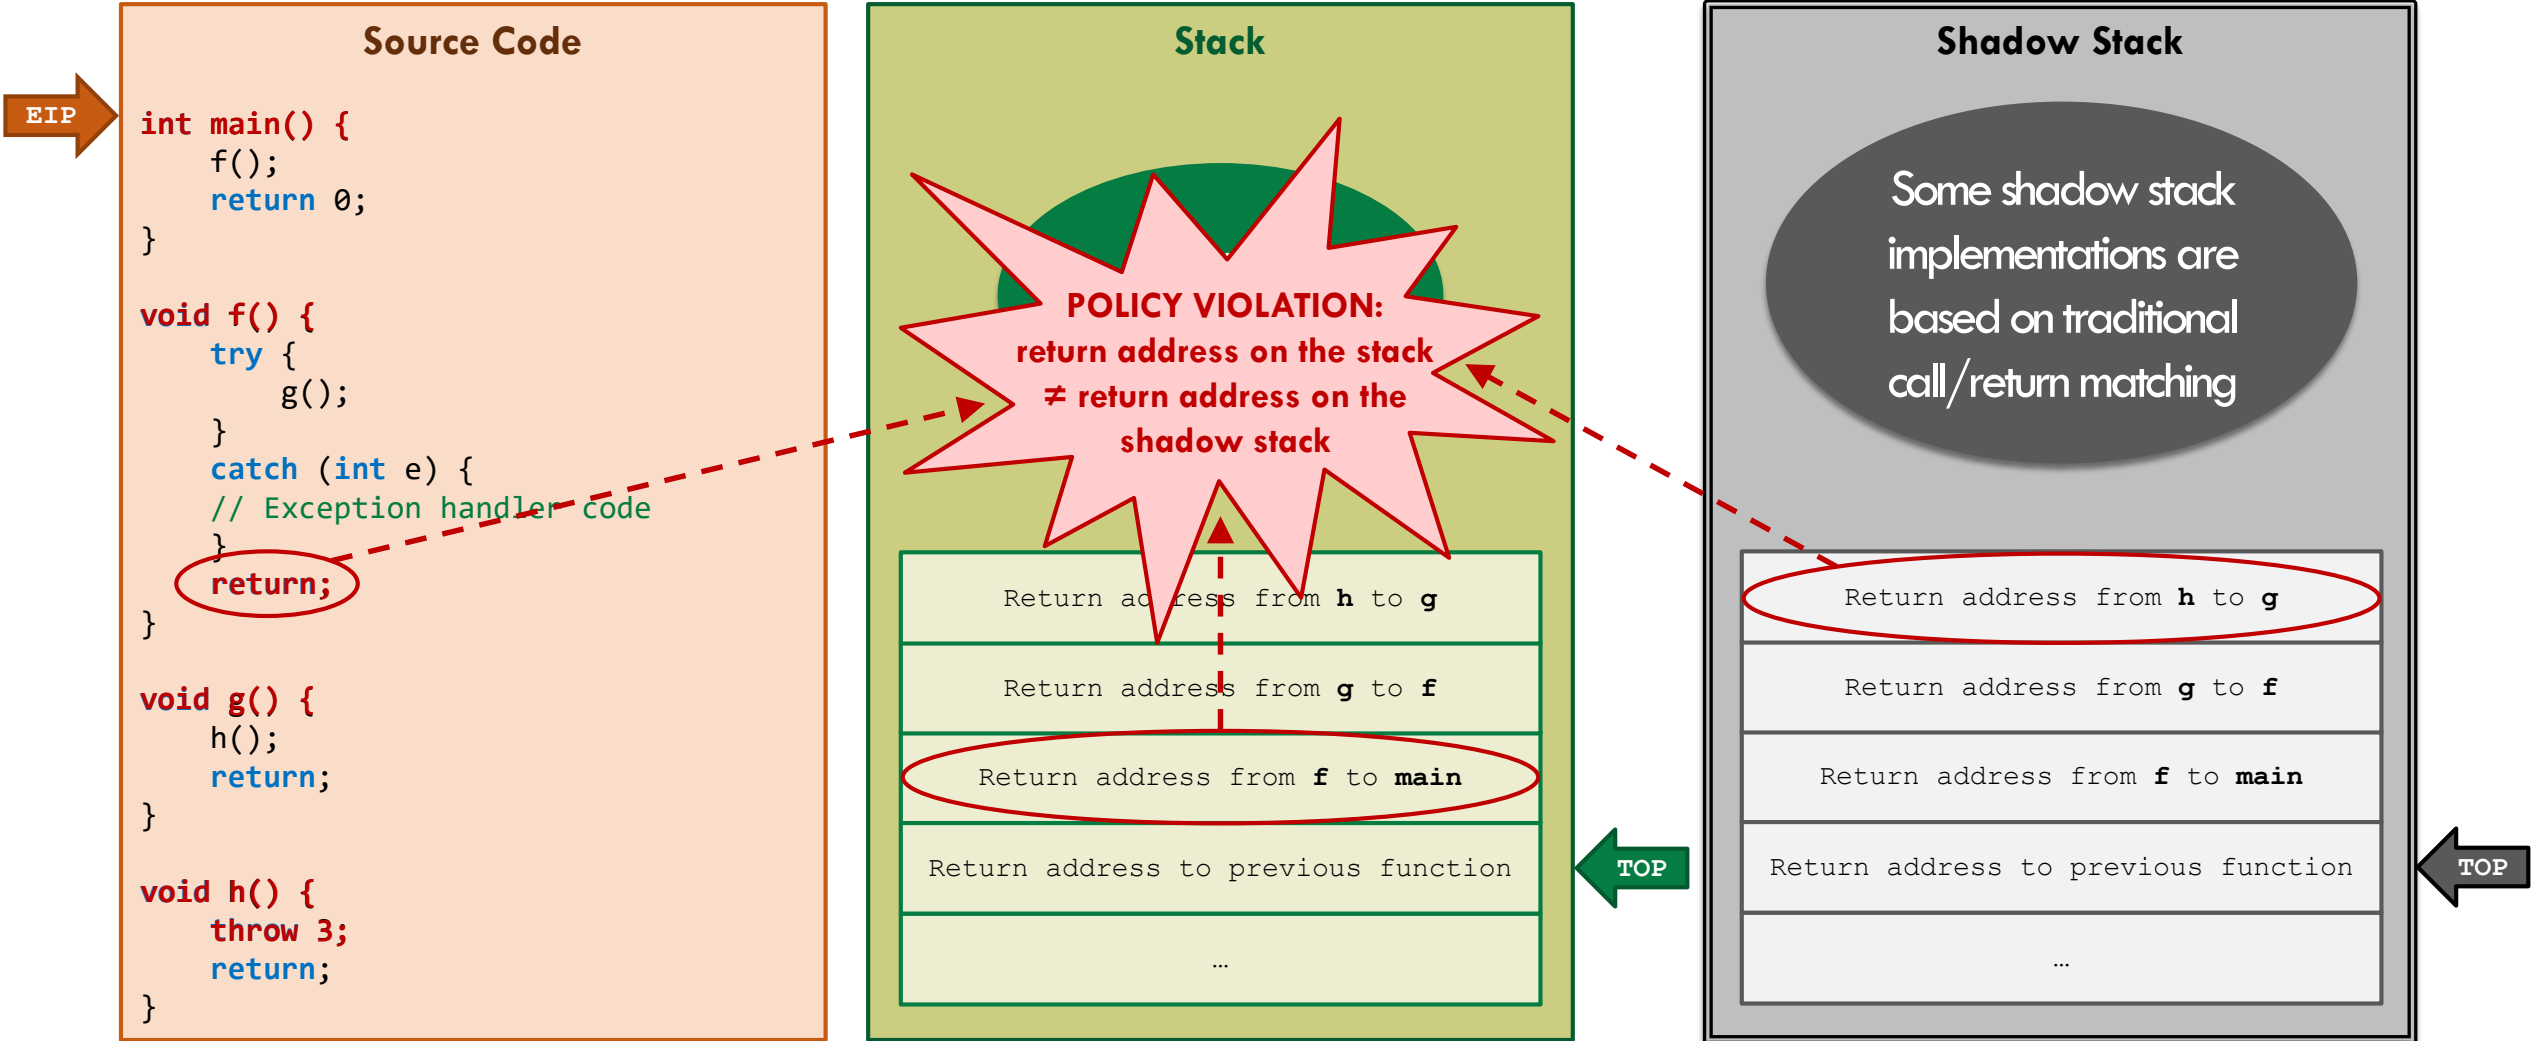 Source Code
EIP
int main() {
f();
return 0;
}
void f() {
try {
g();
}
catch (int e) {
// Exception handler code
}
return;
}
void g() {
h();
return;
}
void h() {
throw 3;
return;
}
Stack
POLICY VIOLATION:
return address on the stack
≠ return address on the
shadow stack
Return address from h to g
Return address from g to f
Return address from f to main
Return address to previous function
…
TOP
Shadow Stack
Some shadow stack
implementations are
based on traditional
call/return matching
Return address from h to g
Return address from g to f
Return address from f to main
Return address to previous function
…
TOP